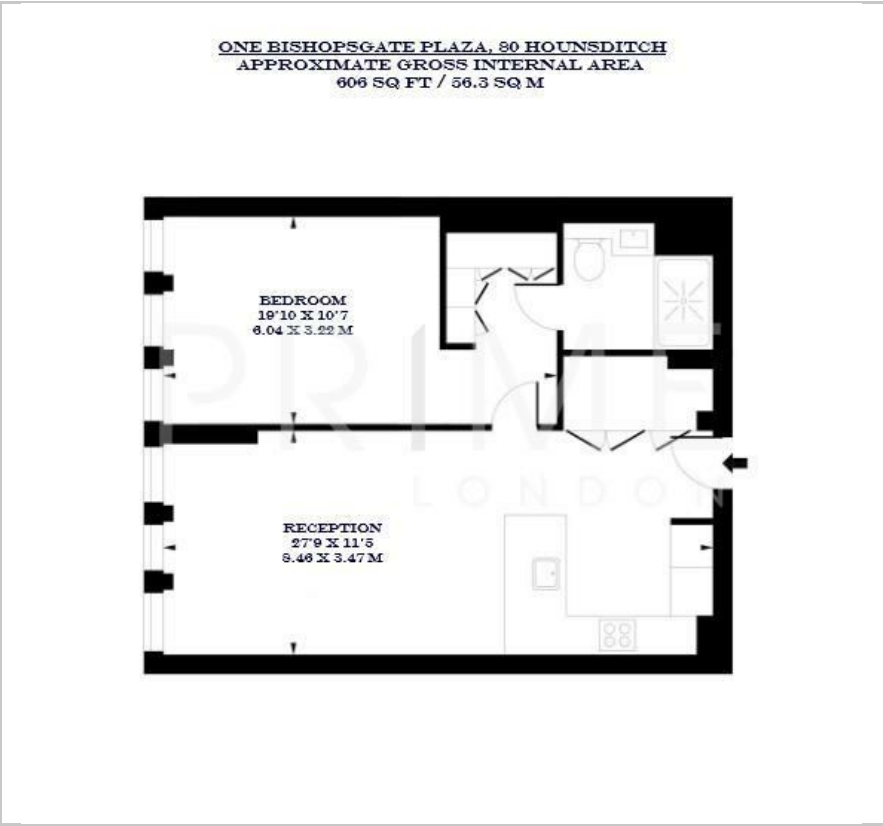 ONE BISHOPSGATE PLAZA, 80 HOUNSDITCH
APPROXIMATE GROSS INTERNAL AREA
606 SQ FT / 56.3 SQ M
BEDROOM
19'10 X 10'7
6.04 X 3.22 M
PRIME
LONDON
RECEPTION
27'9 X 11'5
8.46 X 3.47 M